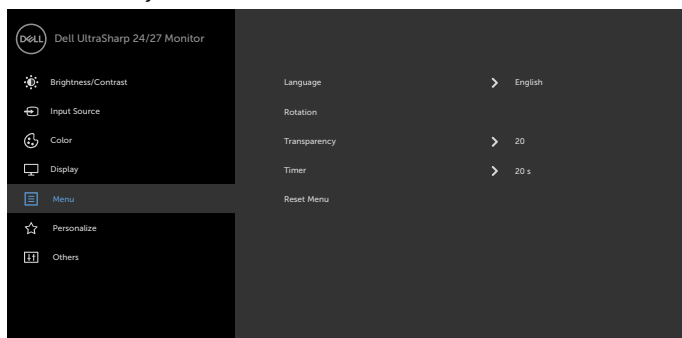 DELL Dell UltraSharp 24/27 Monitor
Brightness/Contrast
Input Source
Color
Display
Menu
Personalize
Others
Language > English
Rotation
Transparency > 20
Timer > 20 s
Reset Menu